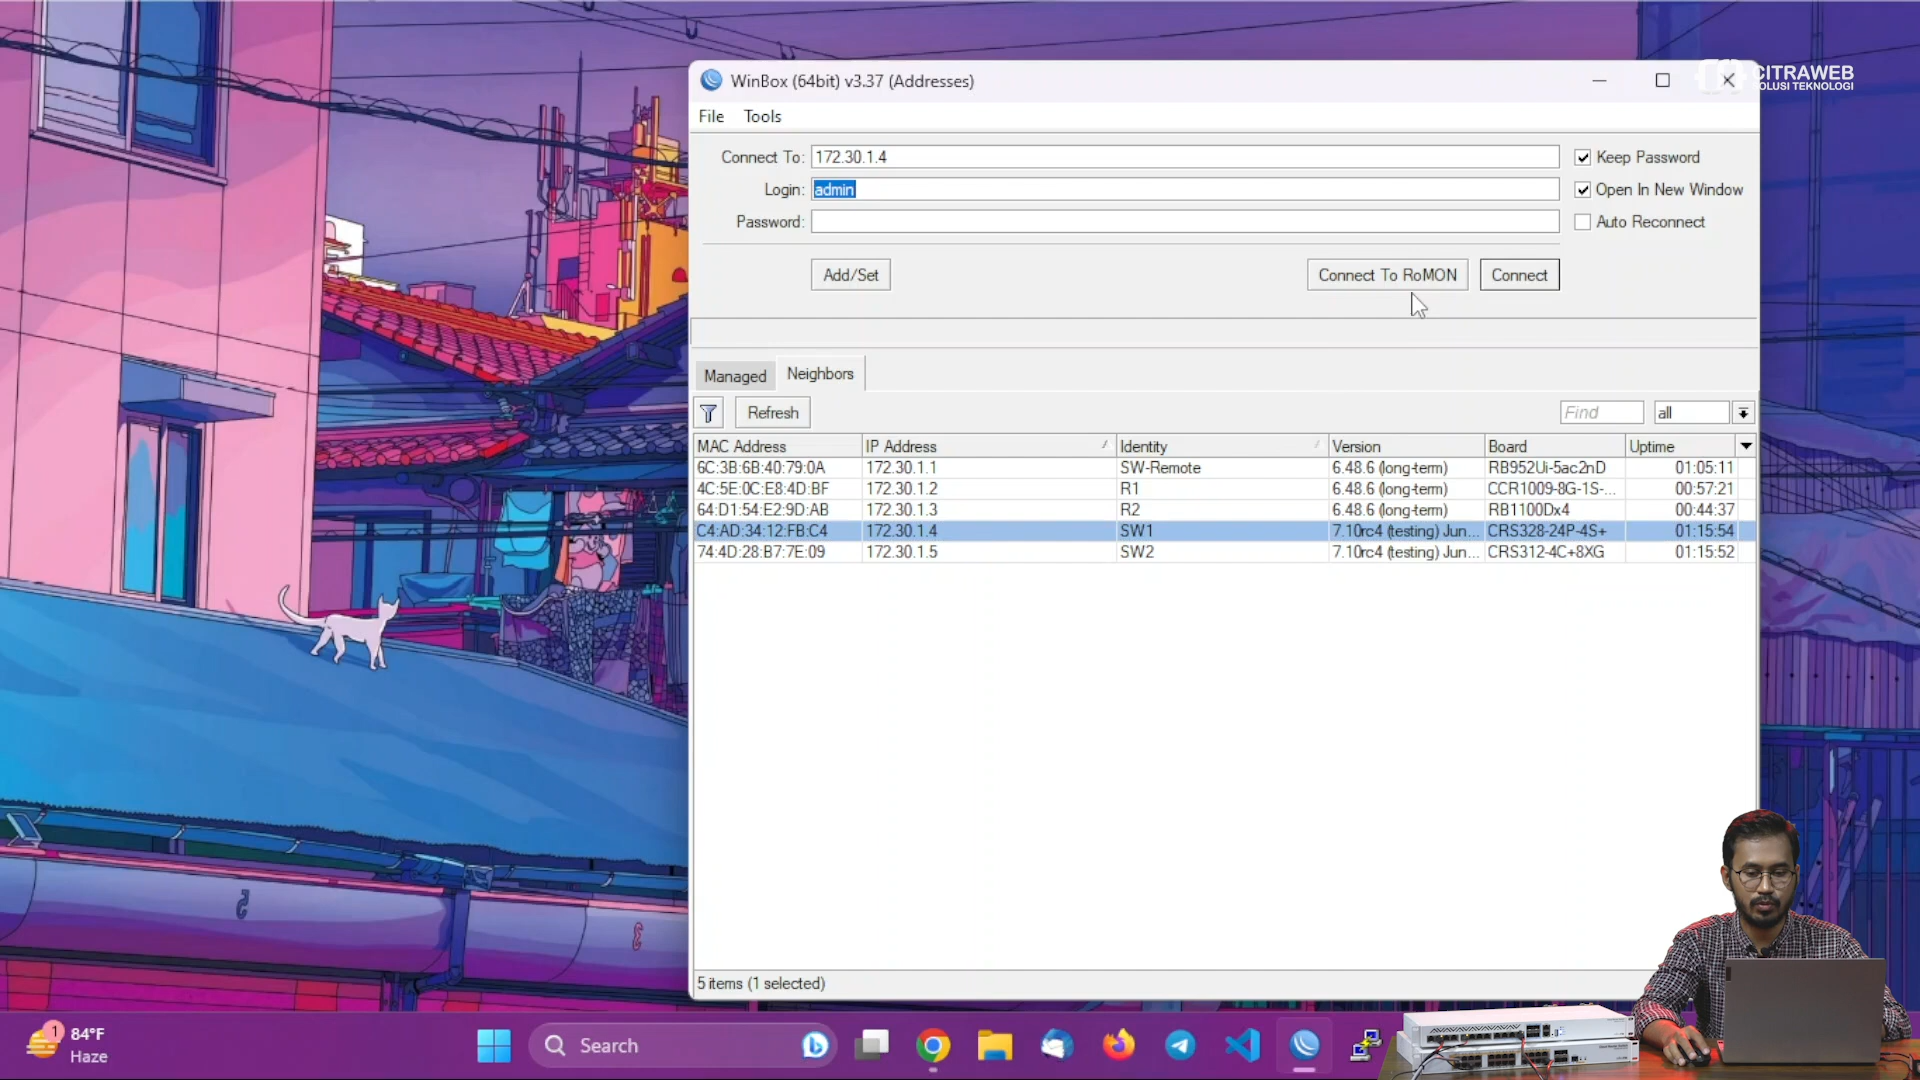 WinBox (64bit) v3.37 (Addresses)
CITRAWEB
SOLUSI TEKNOLOGI
File Tools
Connect To: 172.30.1.4
Keep Password
Login: admin
Open In New Window
Password:
Auto Reconnect
Add/Set
Connect To RoMON
Connect
Managed
Neighbors
Refresh
Find
all
MAC Address IP Address Identity Version Board Uptime
6C:3B:6B:40:79:0A 172.30.1.1 SW-Remote 6.48.6 (long-term) RB952Ui-5ac2nD 01:05:11
4C:5E:0C:E8:4D:BF 172.30.1.2 R1 6.48.6 (long-term) CCR1009-8G-1S-... 00:57:21
64:D1:54:E2:9D:AB 172.30.1.3 R2 6.48.6 (long-term) RB1100Dx4 00:44:37
C4:AD:34:12:FB:C4 172.30.1.4 SW1 7.10rc4 (testing) Jun... CRS328-24P-4S+ 01:15:54
74:4D:28:B7:7E:09 172.30.1.5 SW2 7.10rc4 (testing) Jun... CRS312-4C+8XG 01:15:52
5 items (1 selected)
1
84°F
Haze
Search